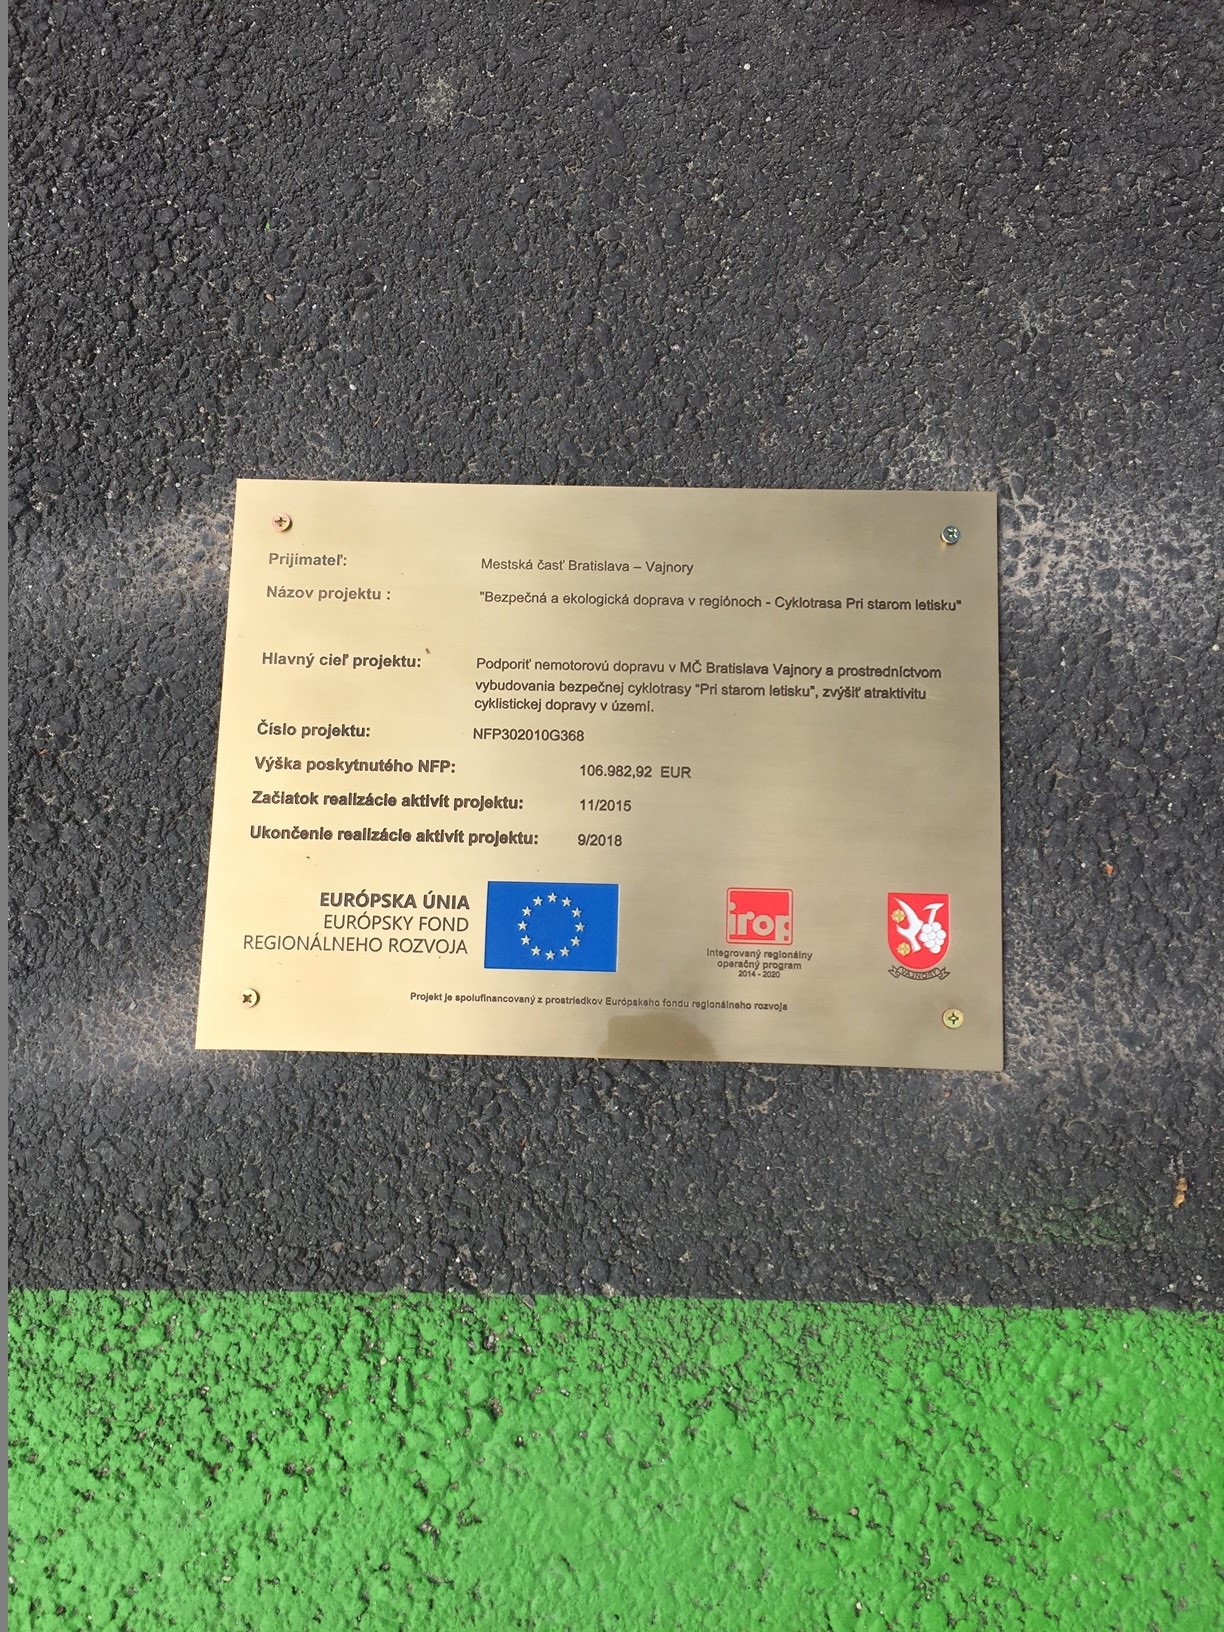 Prijímateľ: Mestská časť Bratislava – Vajnory
Názov projektu : "Bezpečná a ekologická doprava v regiónoch - Cyklotrasa Pri starom letisku"
Hlavný cieľ projektu: Podporiť nemotorovú dopravu v MČ Bratislava Vajnory a prostredníctvom
vybudovania bezpečnej cyklotrasy "Pri starom letisku", zvýšiť atraktivitu
cyklistickej dopravy v území.
Číslo projektu: NFP302010G368
Výška poskytnutého NFP: 106.982,92 EUR
Začiatok realizácie aktivít projektu: 11/2015
Ukončenie realizácie aktivít projektu: 9/2018
EURÓPSKA ÚNIA
EURÓPSKY FOND
REGIONÁLNEHO ROZVOJA
irop
Integrovaný regionálny
operačný program
2014 - 2020
VAJNORY
Projekt je spolufinancovaný z prostriedkov Európskeho fondu regionálneho rozvoja